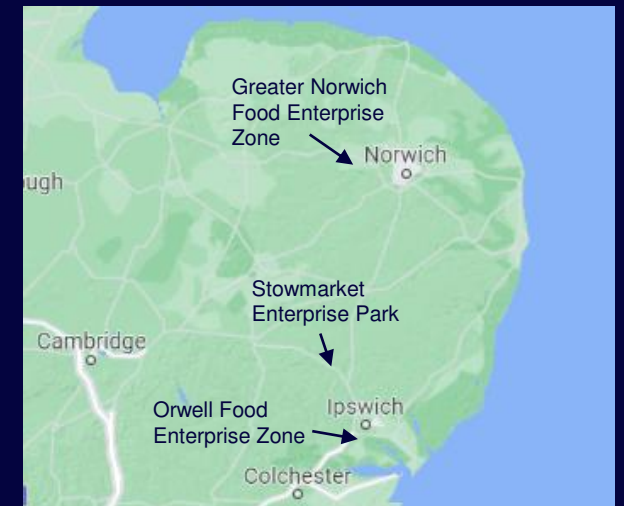 Greater Norwich
Food Enterprise
Zone
Norwich
ugh
Stowmarket
Enterprise Park
Cambridge
Orwell Food
Enterprise Zone
Ipswich
Colchester